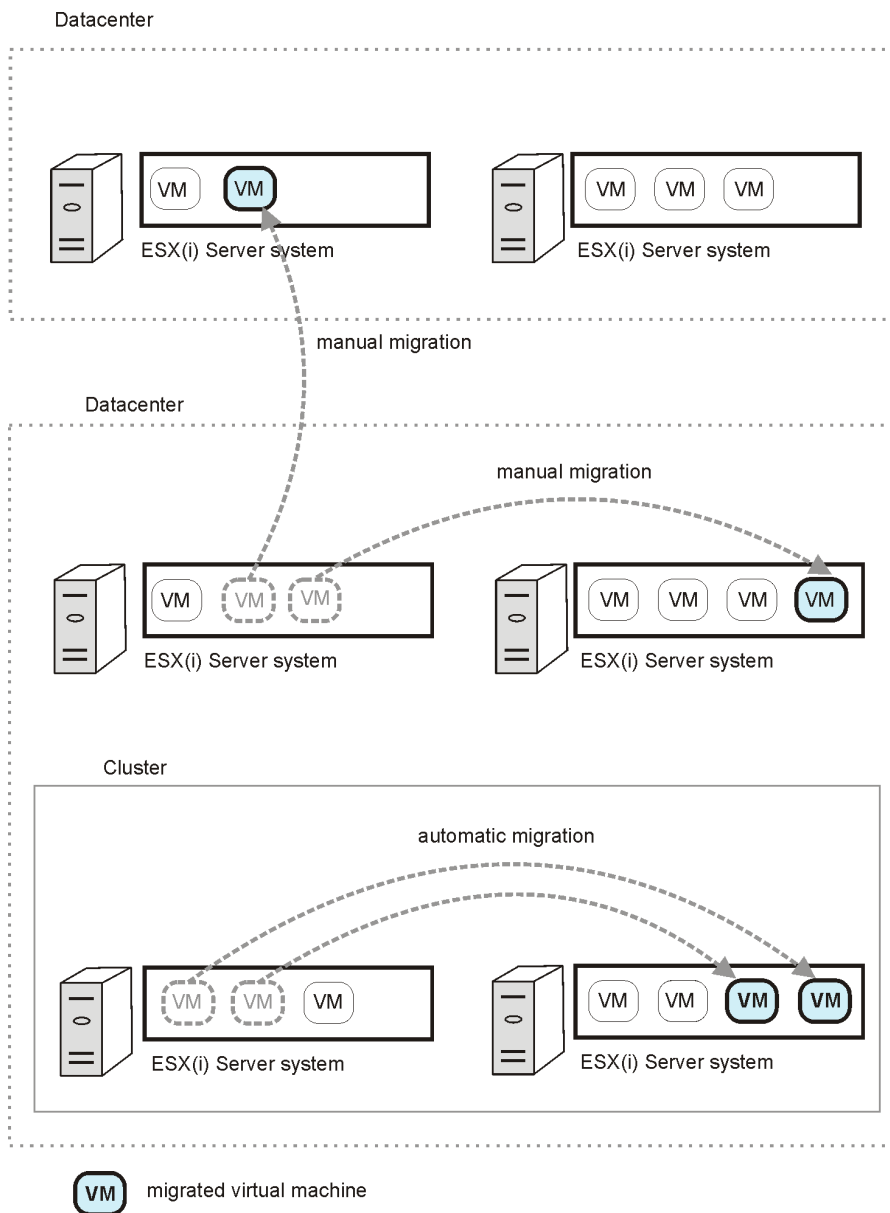 Datacenter
VM VM
VM VM VM
ESX(i) Server system
ESX(i) Server system
manual migration
Datacenter
manual migration
VM VM VM
VM VM VM VM
ESX(i) Server system
ESX(i) Server system
Cluster
automatic migration
VM VM VM
VM VM VM VM
ESX(i) Server system
ESX(i) Server system
VM migrated virtual machine